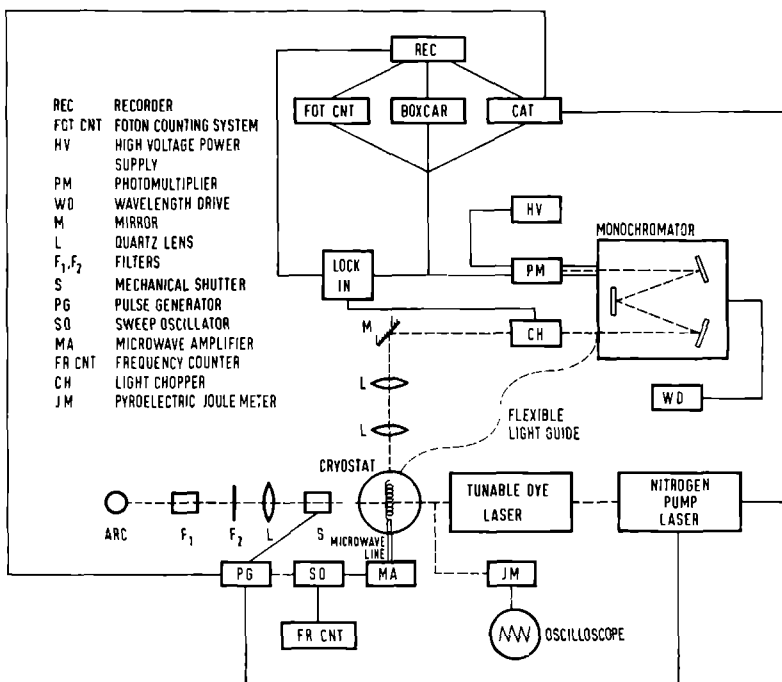 REC
FOT CNT BOXCAR CAT
REC RECORDER
FOT CNT FOTON COUNTING SYSTEM
HV HIGH VOLTAGE POWER
SUPPLY
PM PHOTOMULTIPLIER
WD WAVELENGTH DRIVE
M MIRROR
L QUARTZ LENS
F1,F2 FILTERS
S MECHANICAL SHUTTER
PG PULSE GENERATOR
SO SWEEP OSCILLATOR
MA MICROWAVE AMPLIFIER
FR CNT FREQUENCY COUNTER
CH LIGHT CHOPPER
JM PYROELECTRIC JOULE METER
HV
MONOCHROMATOR
LOCK
IN
PM
M
CH
L
WD
L
FLEXIBLE
LIGHT GUIDE
CRYOSTAT
TUNABLE DYE
LASER
NITROGEN
PUMP
LASER
ARC F1 F2 L S
MICROWAVE
LINE
PG SO MA JM
FR CNT
OSCILLOSCOPE